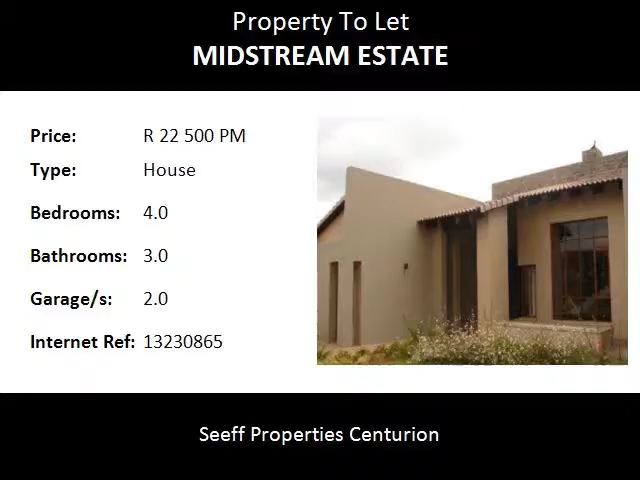 Property To Let
MIDSTREAM ESTATE
Price: R 22 500 PM
Type: House
Bedrooms: 4.0
Bathrooms: 3.0
Garage/s: 2.0
Internet Ref: 13230865
Seeff Properties Centurion